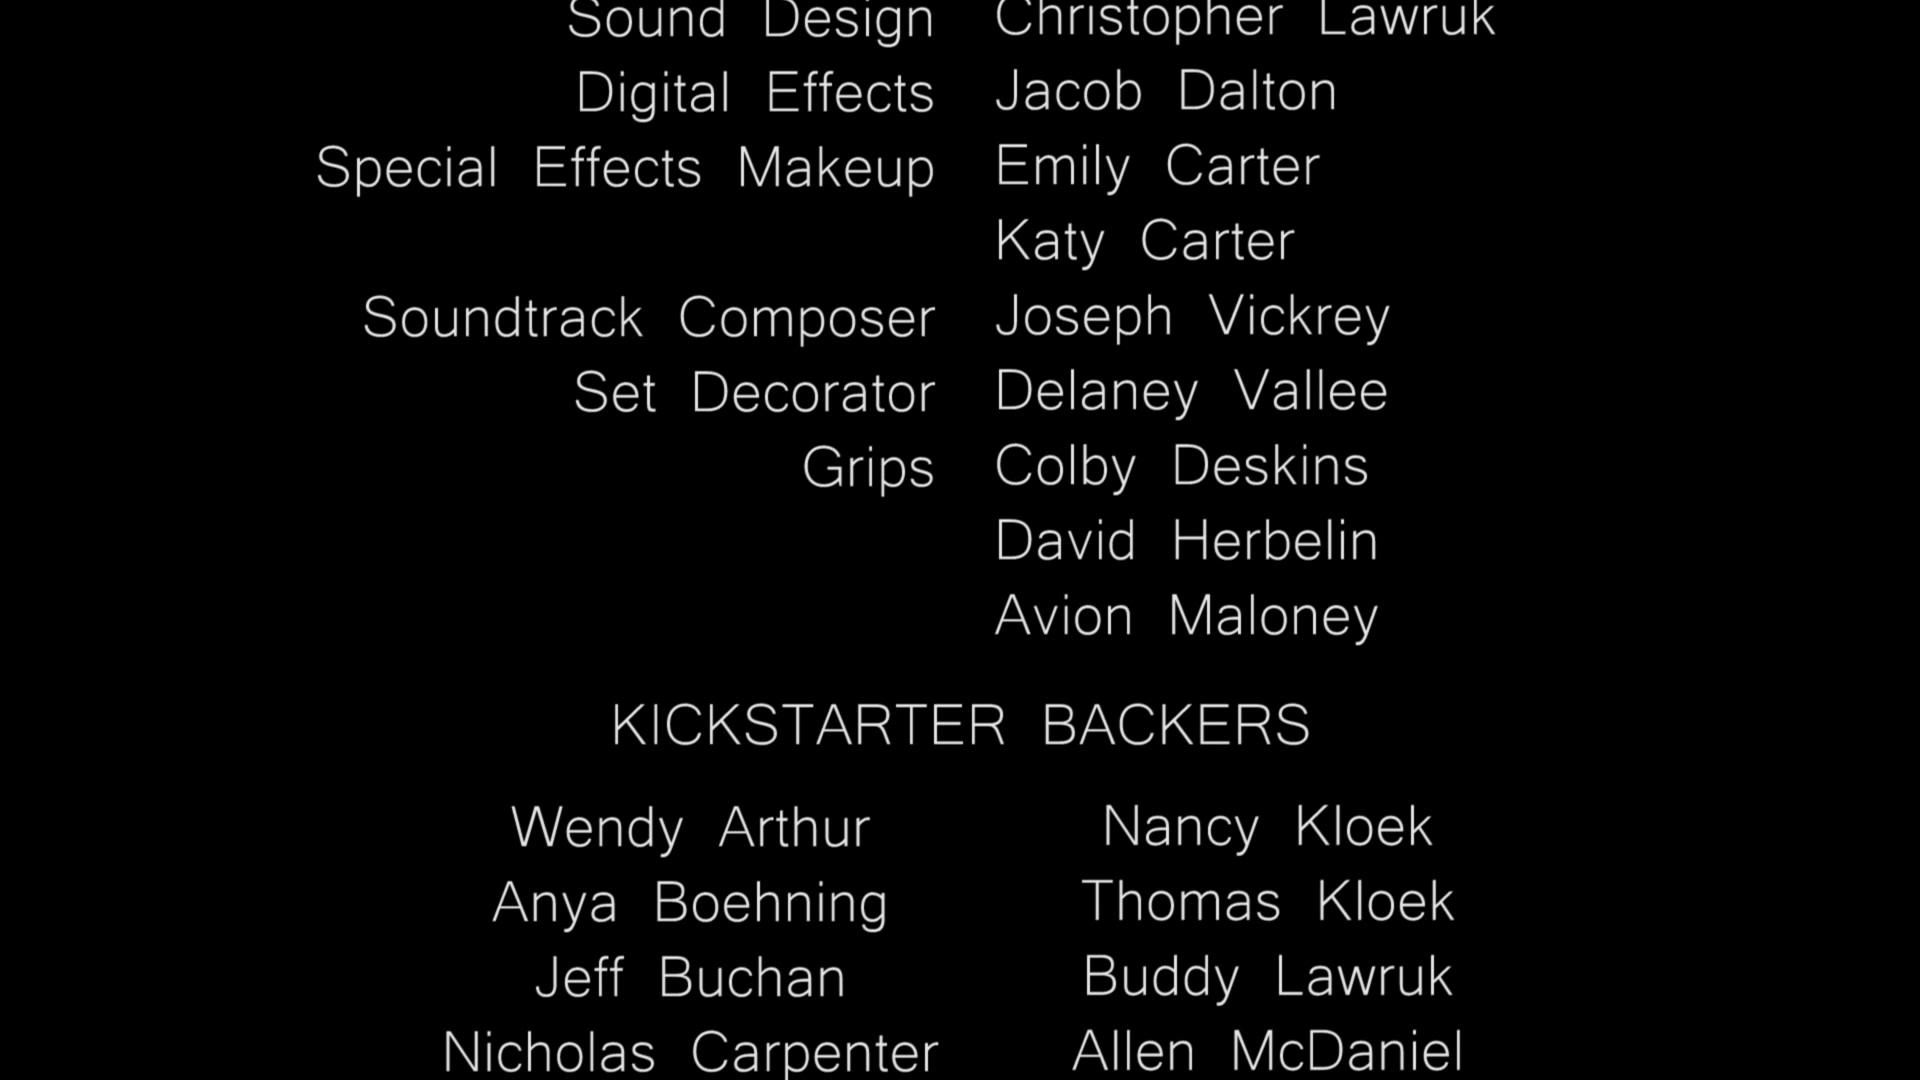 Sound Design Christopher Lawruk
Digital Effects Jacob Dalton
Special Effects Makeup Emily Carter
Katy Carter
Soundtrack Composer Joseph Vickrey
Set Decorator Delaney Vallee
Grips Colby Deskins
David Herbelin
Avion Maloney
KICKSTARTER BACKERS
Wendy Arthur Nancy Kloek
Anya Boehning Thomas Kloek
Jeff Buchan Buddy Lawruk
Nicholas Carpenter Allen McDaniel